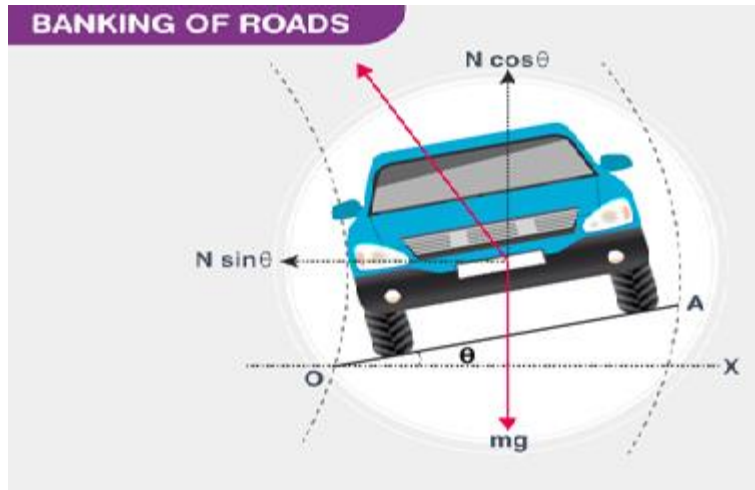 BANKING OF ROADS
N cosθ
N sinθ
A
θ
O
X
mg